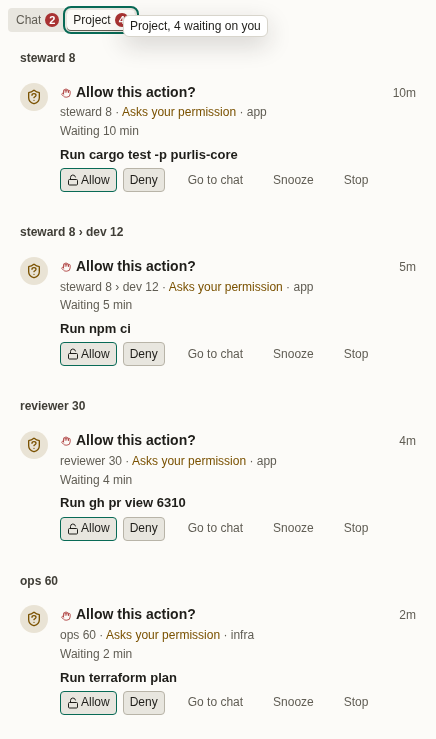 Chat 2 Project 4
Project, 4 waiting on you
steward 8
Allow this action? 10m
steward 8 · Asks your permission · app
Waiting 10 min
Run cargo test -p purlis-core
Allow Deny Go to chat Snooze Stop
steward 8 › dev 12
Allow this action? 5m
steward 8 › dev 12 · Asks your permission · app
Waiting 5 min
Run npm ci
Allow Deny Go to chat Snooze Stop
reviewer 30
Allow this action? 4m
reviewer 30 · Asks your permission · app
Waiting 4 min
Run gh pr view 6310
Allow Deny Go to chat Snooze Stop
ops 60
Allow this action? 2m
ops 60 · Asks your permission · infra
Waiting 2 min
Run terraform plan
Allow Deny Go to chat Snooze Stop